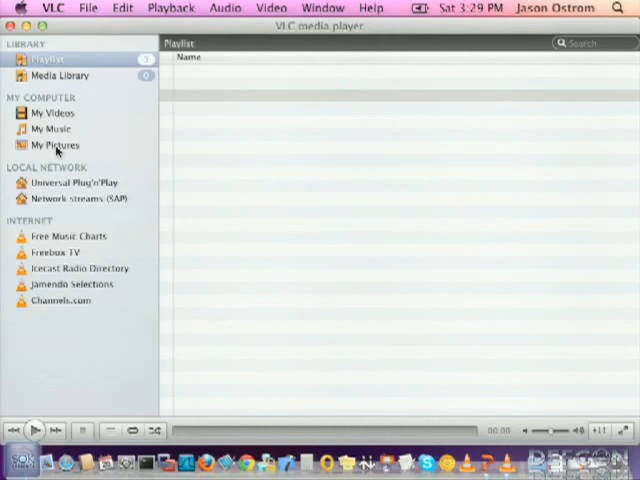 VLC File Edit Playback Audio Video Window Help Sat 3:29 PM Jason Ostrom
VLC media player
LIBRARY
Playlist
Media Library 0
MY COMPUTER
My Videos
My Music
My Pictures
LOCAL NETWORK
Universal Plug'n'Play
Network streams (SAP)
INTERNET
Free Music Charts
Freebox TV
Icecast Radio Directory
Jamendo Selections
Channels.com
Playlist
Search
Name
00:00
DEFCON